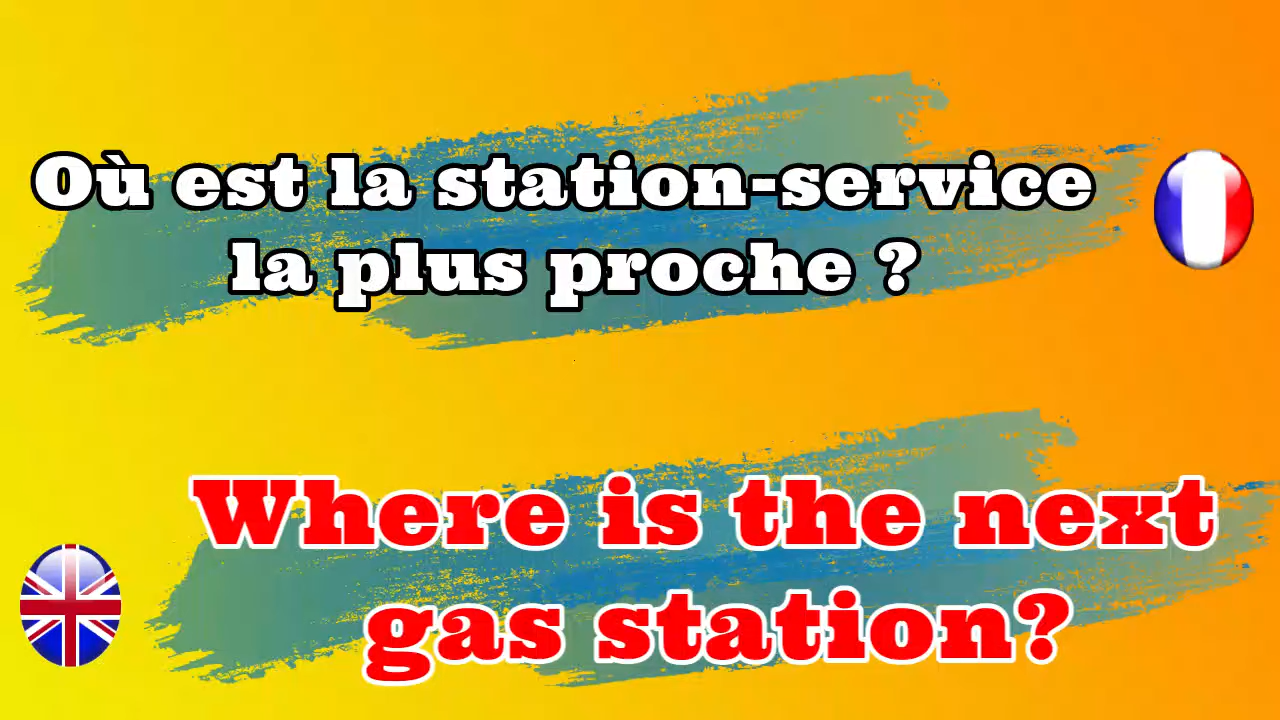 Où est la station-service
la plus proche ?
Where is the next
gas station?